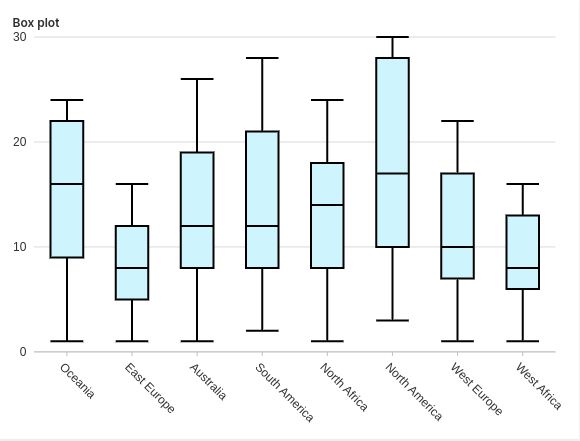 Box plot
30
20
10
0
Oceania
East Europe
Australia
South America
North Africa
North America
West Europe
West Africa